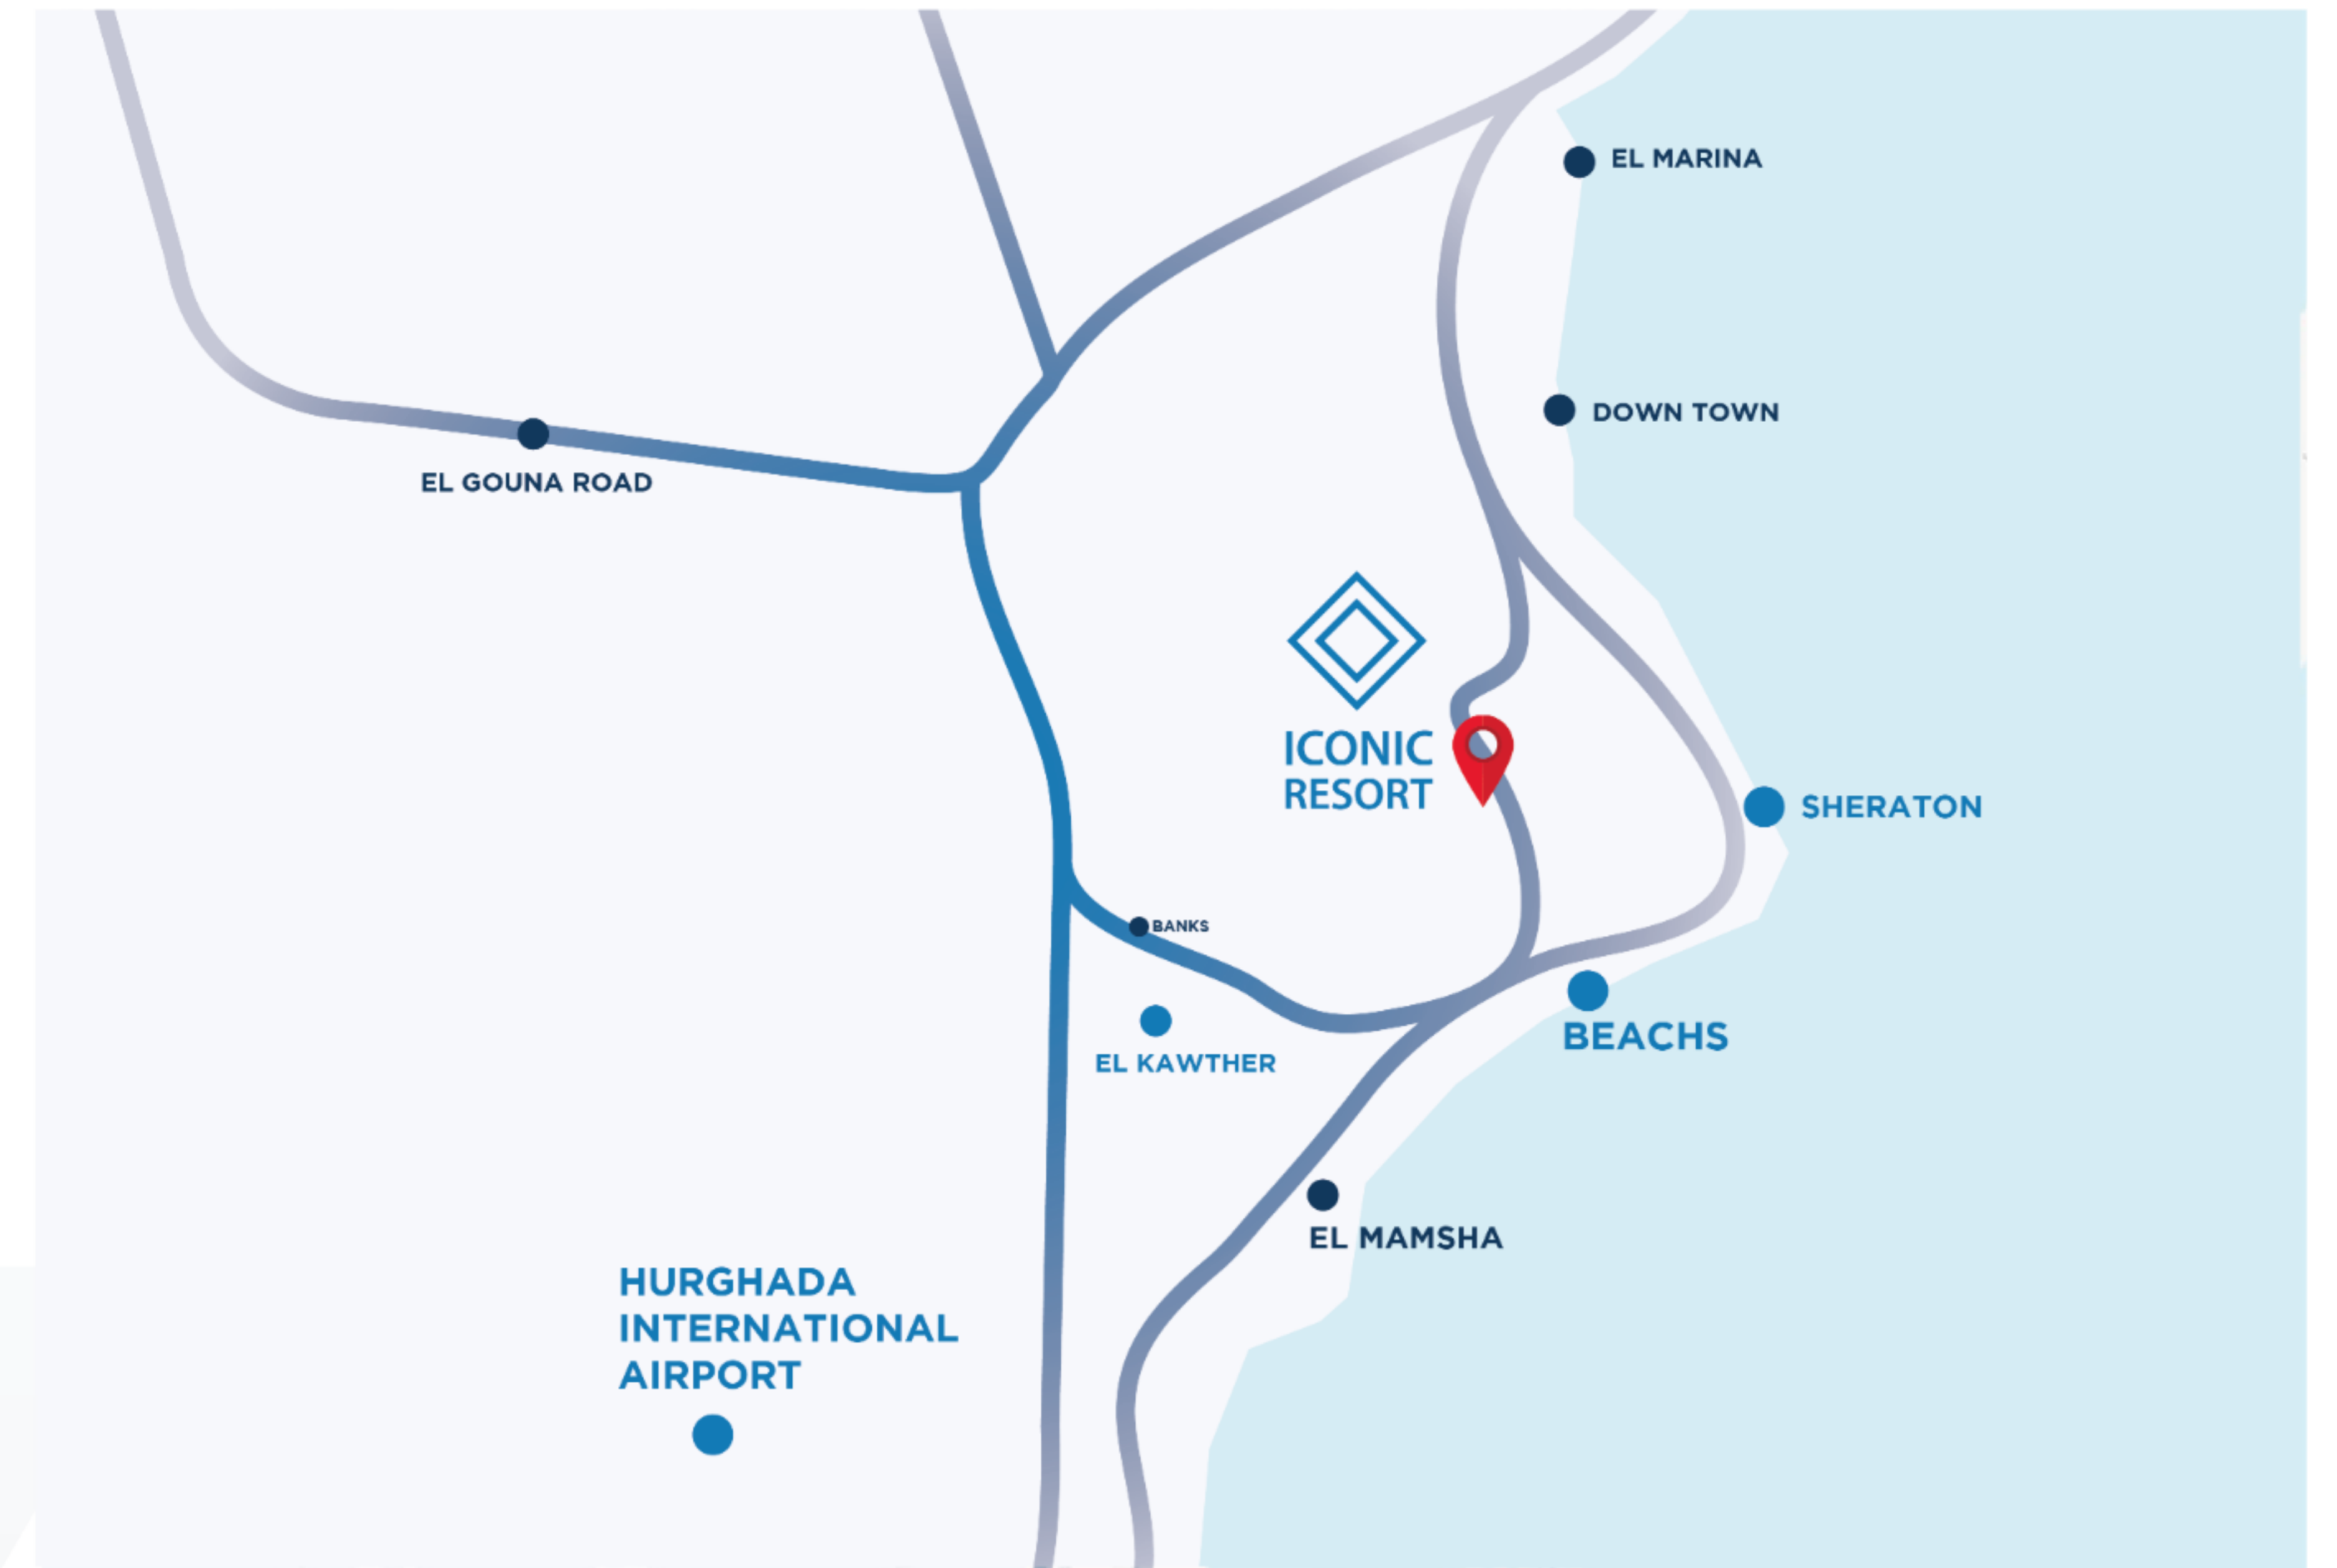 EL MARINA
DOWN TOWN
EL GOUNA ROAD
ICONIC
RESORT
SHERATON
BANKS
BEACHS
EL KAWTHER
EL MAMSHA
HURGHADA
INTERNATIONAL
AIRPORT